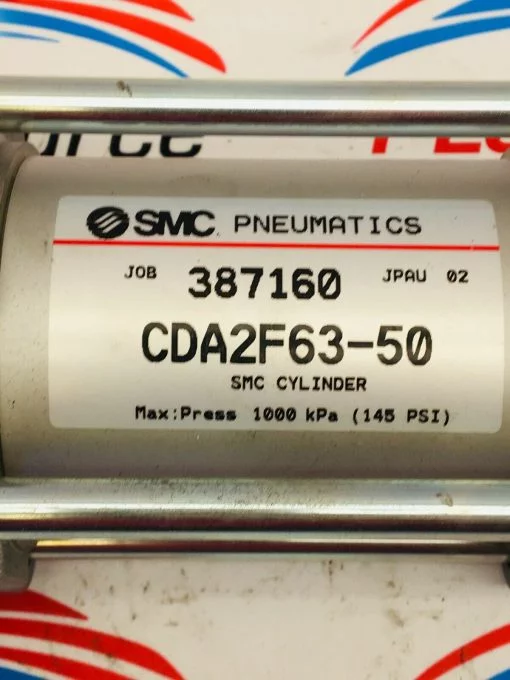 SMC PNEUMATICS
JOB 387160 JPAU 02
CDA2F63-50
SMC CYLINDER
Max:Press 1000 kPa (145 PSI)